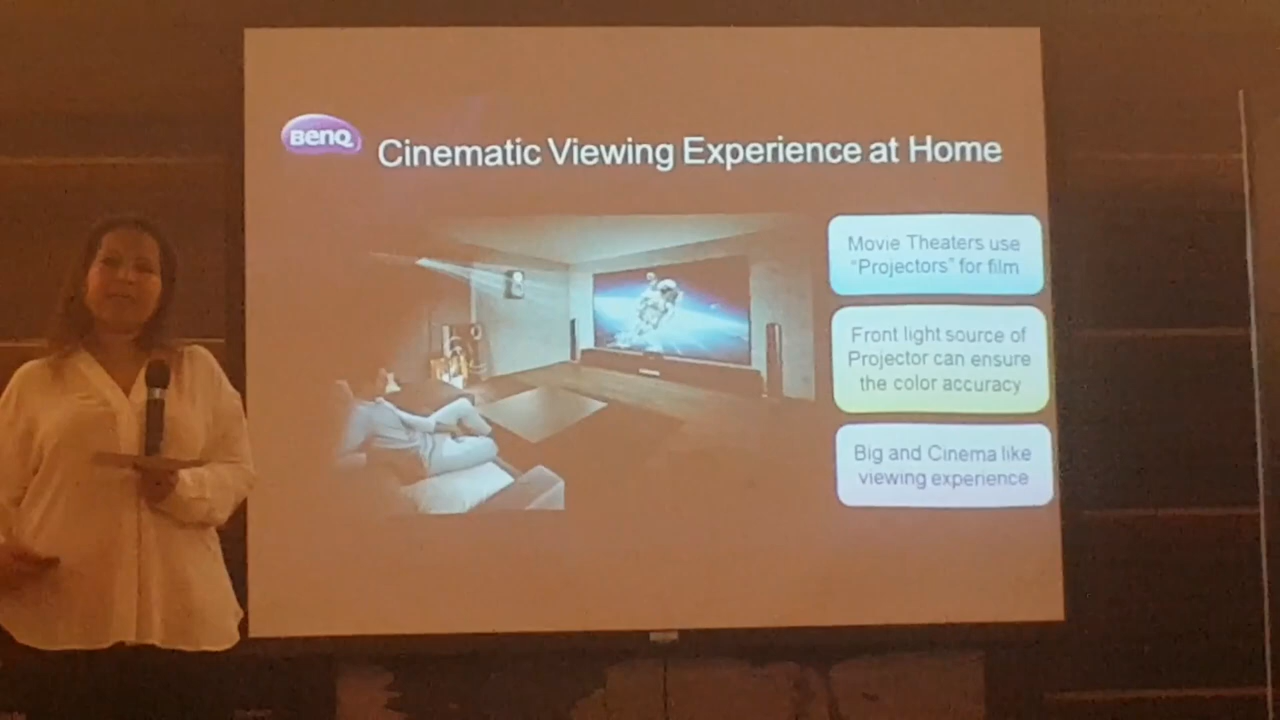 BenQ
Cinematic Viewing Experience at Home
Movie Theaters use
"Projectors" for film
Front light source of
Projector can ensure
the color accuracy
Big and Cinema like
viewing experience